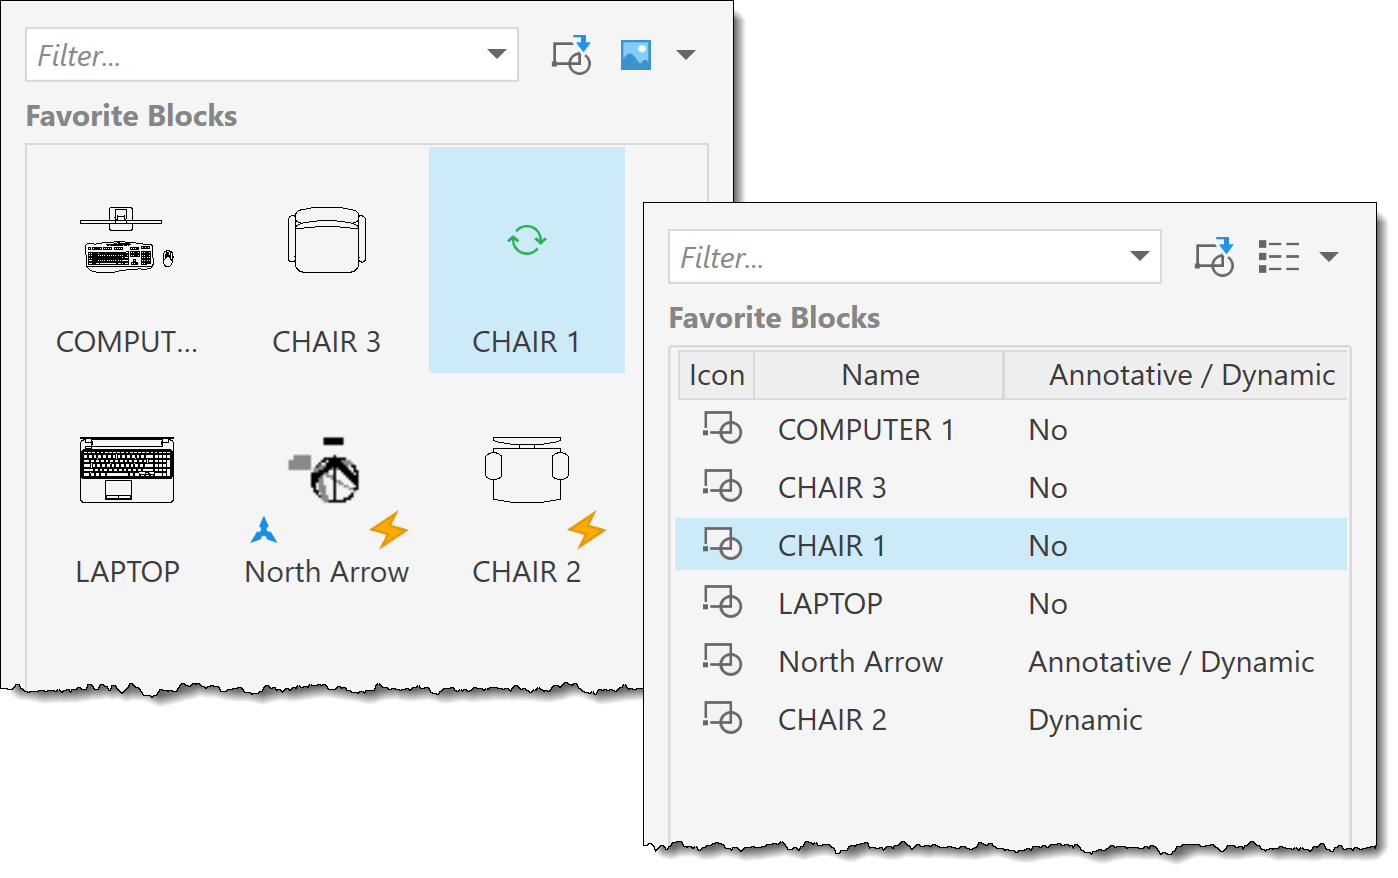 Filter...
Favorite Blocks
COMPUT... CHAIR 3 CHAIR 1
LAPTOP North Arrow CHAIR 2
Filter...
Favorite Blocks
Icon Name Annotative / Dynamic
COMPUTER 1 No
CHAIR 3 No
CHAIR 1 No
LAPTOP No
North Arrow Annotative / Dynamic
CHAIR 2 Dynamic